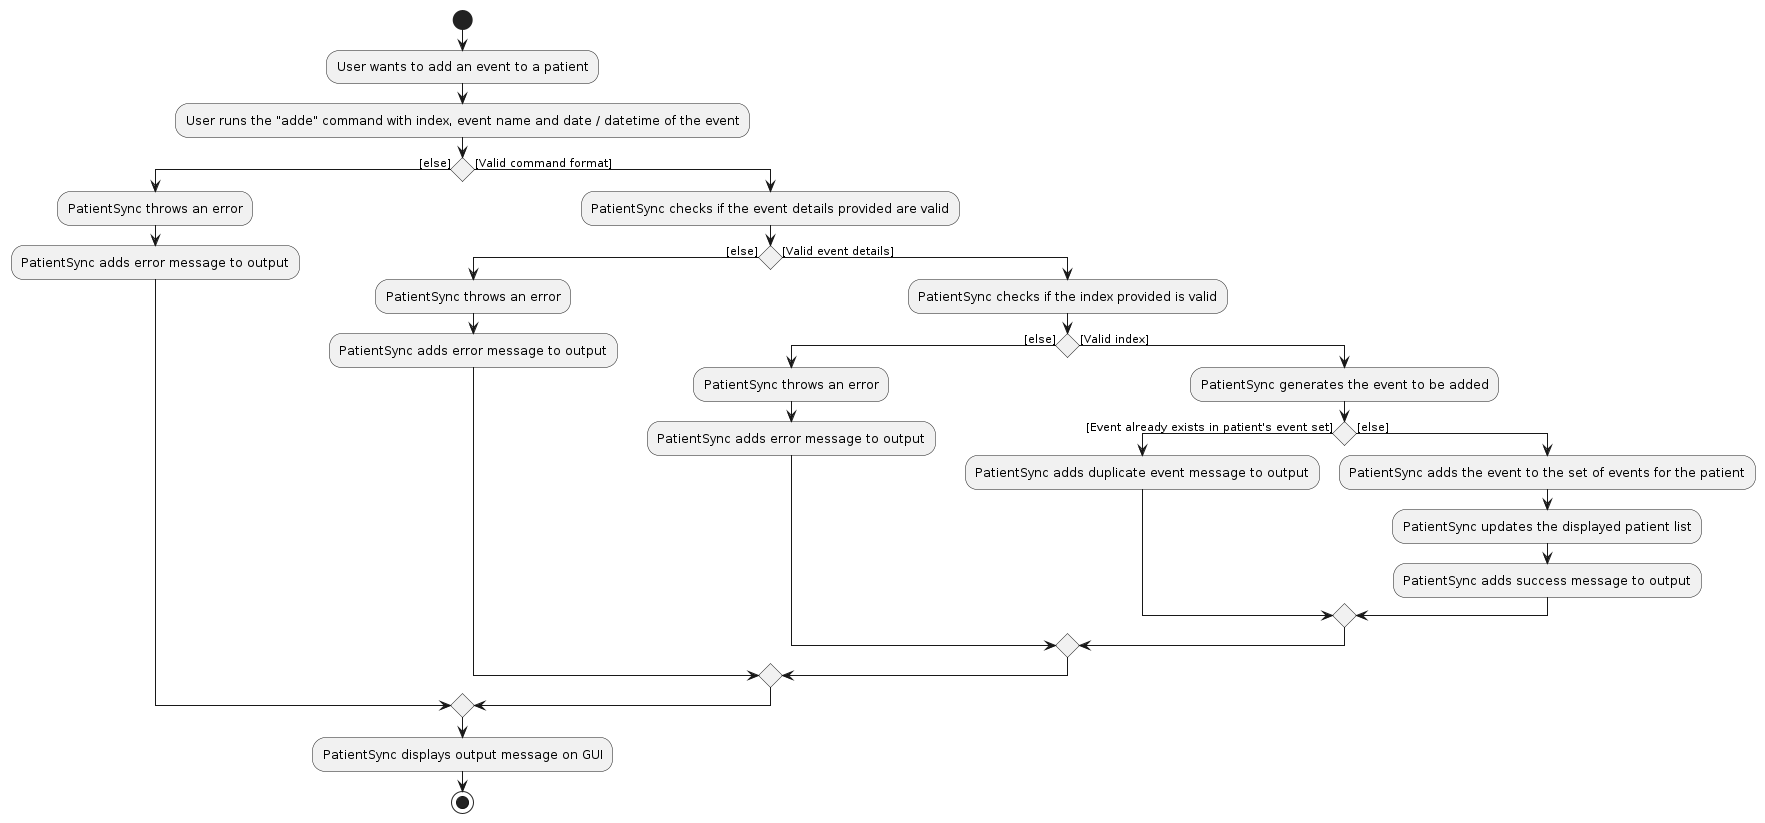 User wants to add an event to a patient
User runs the "adde" command with index, event name and date / datetime of the event
[else]
[Valid command format]
PatientSync throws an error
PatientSync adds error message to output
PatientSync checks if the event details provided are valid
[else]
[Valid event details]
PatientSync throws an error
PatientSync adds error message to output
PatientSync checks if the index provided is valid
[else]
[Valid index]
PatientSync throws an error
PatientSync adds error message to output
PatientSync generates the event to be added
[Event already exists in patient's event set]
[else]
PatientSync adds duplicate event message to output
PatientSync adds the event to the set of events for the patient
PatientSync updates the displayed patient list
PatientSync adds success message to output
PatientSync displays output message on GUI